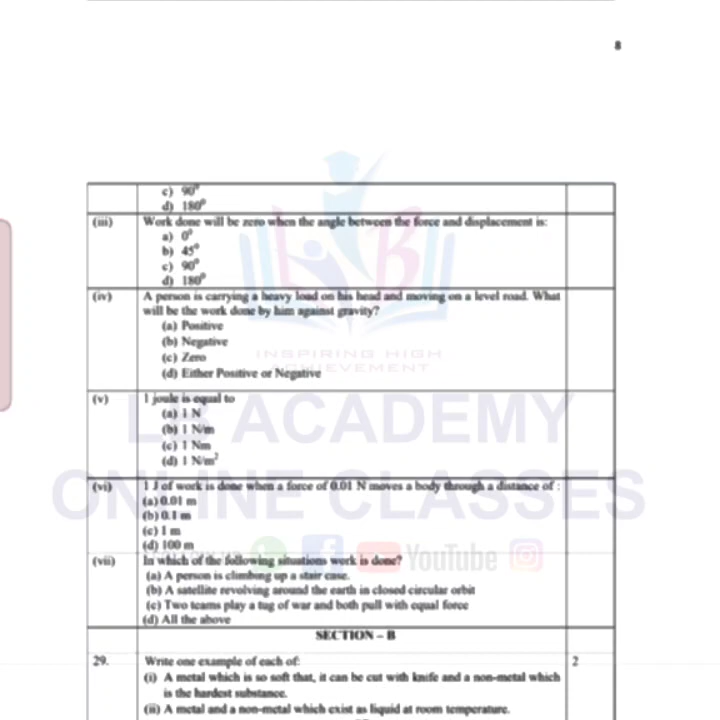 8
c) 90⁰
d) 180⁰
(iii) Work done will be zero when the angle between the force and displacement is:
a) 0⁰
b) 45⁰
c) 90⁰
d) 180⁰
(iv) A person is carrying a heavy load on his head and moving on a level road. What
will be the work done by him against gravity?
(a) Positive
(b) Negative
(c) Zero
(d) Either Positive or Negative
INSPIRING HIGH
ACHIEVEMENT
(v) 1 joule is equal to
(a) 1 N
(b) 1 N/m
(c) 1 Nm
(d) 1 N/m²
LK ACADEMY
ONLINE CLASSES
(vi) 1 J of work is done when a force of 0.01 N moves a body through a distance of :
(a) 0.01 m
(b) 0.1 m
(c) 1 m
(d) 100 m
YouTube
(vii) In which of the following situations work is done?
(a) A person is climbing up a stair case.
(b) A satellite revolving around the earth in closed circular orbit
(c) Two teams play a tug of war and both pull with equal force
(d) All the above
SECTION – B
29. Write one example of each of: 2
(i) A metal which is so soft that, it can be cut with knife and a non-metal which
is the hardest substance.
(ii) A metal and a non-metal which exist as liquid at room temperature.